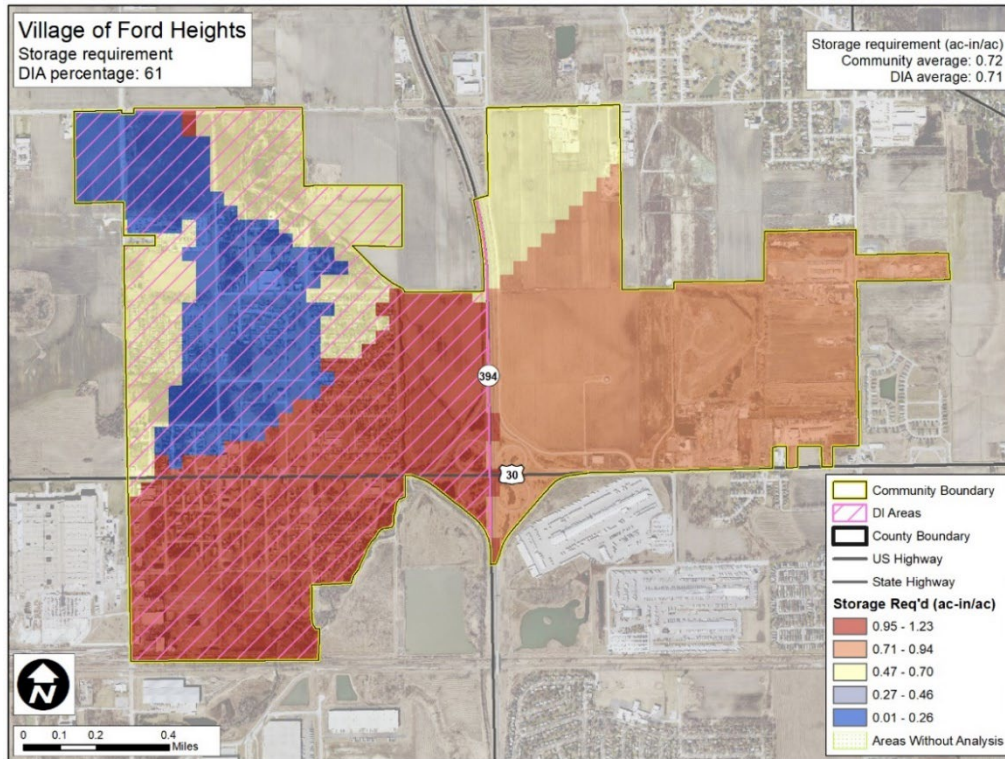 Village of Ford Heights
Storage requirement
DIA percentage: 61
Storage requirement (ac-in/ac)
Community average: 0.72
DIA average: 0.71
394
30
Community Boundary
DI Areas
County Boundary
US Highway
State Highway
Storage Req'd (ac-in/ac)
0.95 - 1.23
0.71 - 0.94
0.47 - 0.70
0.27 - 0.46
0.01 - 0.26
Areas Without Analysis
N
0 0.1 0.2 0.4
Miles